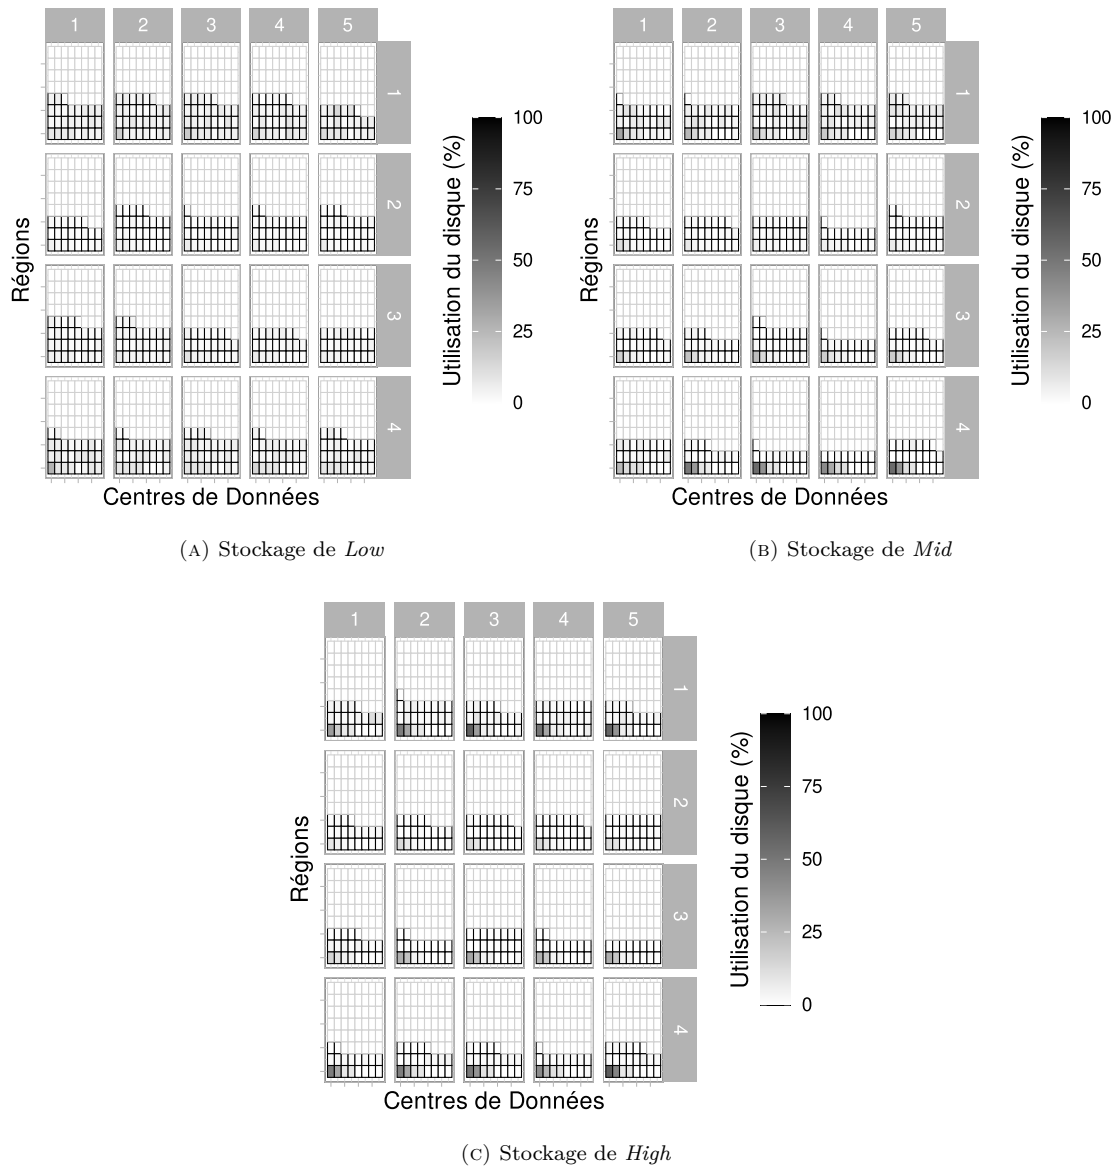 1 2 3 4 5
1
2
3
4
Régions
Centres de Données
Utilisation du disque (%)
100
75
50
25
0
(A) Stockage de Low
1 2 3 4 5
1
2
3
4
Régions
Centres de Données
Utilisation du disque (%)
100
75
50
25
0
(B) Stockage de Mid
1 2 3 4 5
1
2
3
4
Régions
Centres de Données
Utilisation du disque (%)
100
75
50
25
0
(C) Stockage de High